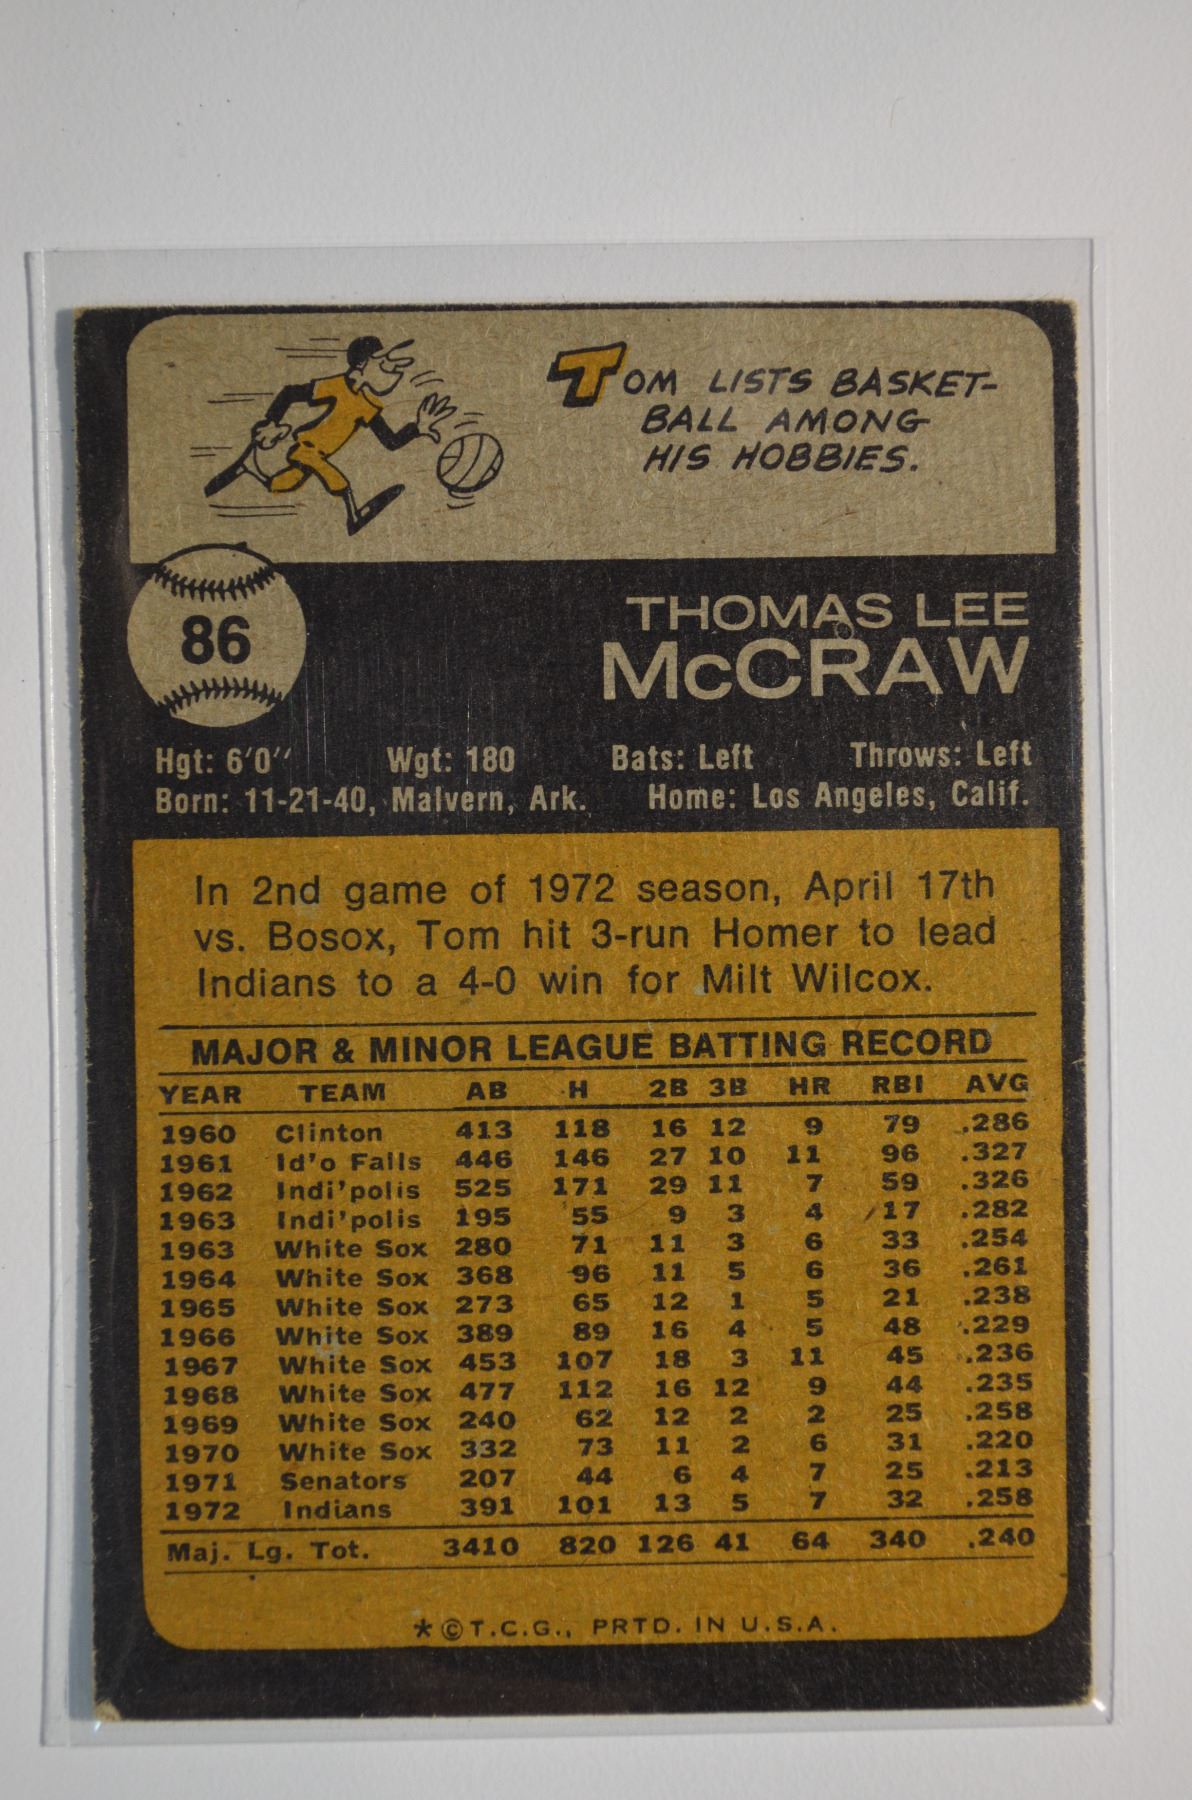 TOM LISTS BASKET-
BALL AMONG
HIS HOBBIES.
86
THOMAS LEE
McCRAW
Hgt: 6'0'' Wgt: 180 Bats: Left Throws: Left
Born: 11-21-40, Malvern, Ark. Home: Los Angeles, Calif.
In 2nd game of 1972 season, April 17th
vs. Bosox, Tom hit 3-run Homer to lead
Indians to a 4-0 win for Milt Wilcox.
MAJOR & MINOR LEAGUE BATTING RECORD
YEAR TEAM AB H 2B 3B HR RBI AVG
1960 Clinton 413 118 16 12 9 79 .286
1961 Id'o Falls 446 146 27 10 11 96 .327
1962 Indi'polis 525 171 29 11 7 59 .326
1963 Indi'polis 195 55 9 3 4 17 .282
1963 White Sox 280 71 11 3 6 33 .254
1964 White Sox 368 96 11 5 6 36 .261
1965 White Sox 273 65 12 1 5 21 .238
1966 White Sox 389 89 16 4 5 48 .229
1967 White Sox 453 107 18 3 11 45 .236
1968 White Sox 477 112 16 12 9 44 .235
1969 White Sox 240 62 12 2 2 25 .258
1970 White Sox 332 73 11 2 6 31 .220
1971 Senators 207 44 6 4 7 25 .213
1972 Indians 391 101 13 5 7 32 .258
Maj. Lg. Tot. 3410 820 126 41 64 340 .240
*©T.C.G., PRTD. IN U.S.A.